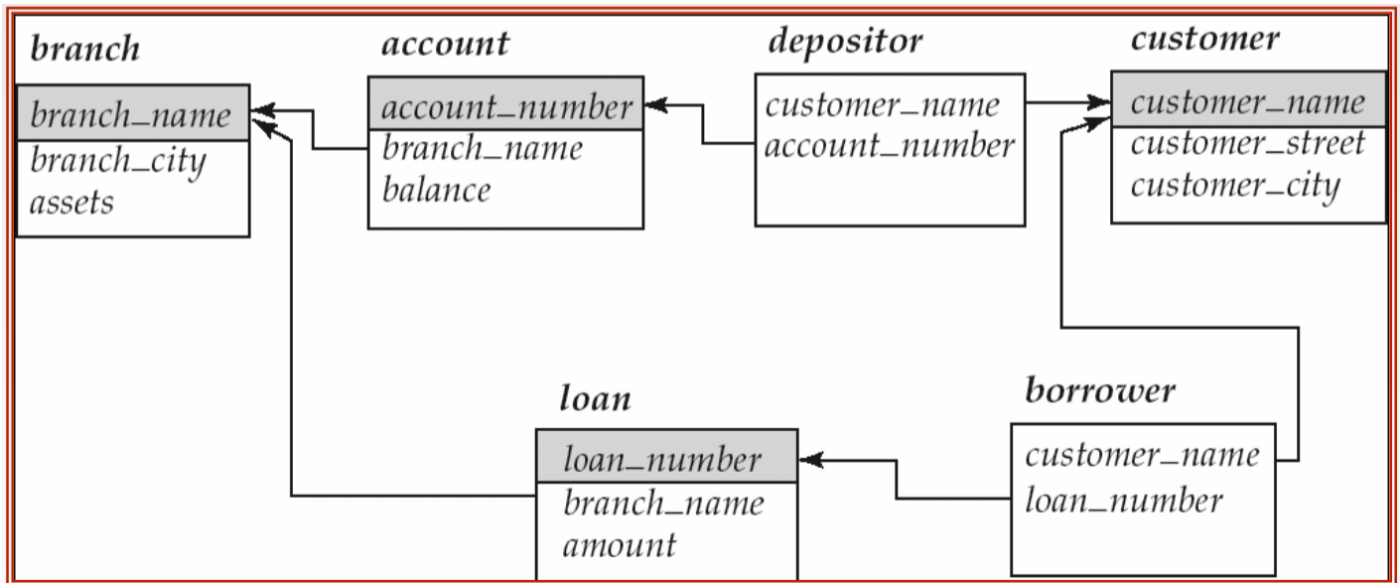 branch
branch_name
branch_city
assets
account
account_number
branch_name
balance
depositor
customer_name
account_number
customer
customer_name
customer_street
customer_city
loan
loan_number
branch_name
amount
borrower
customer_name
loan_number